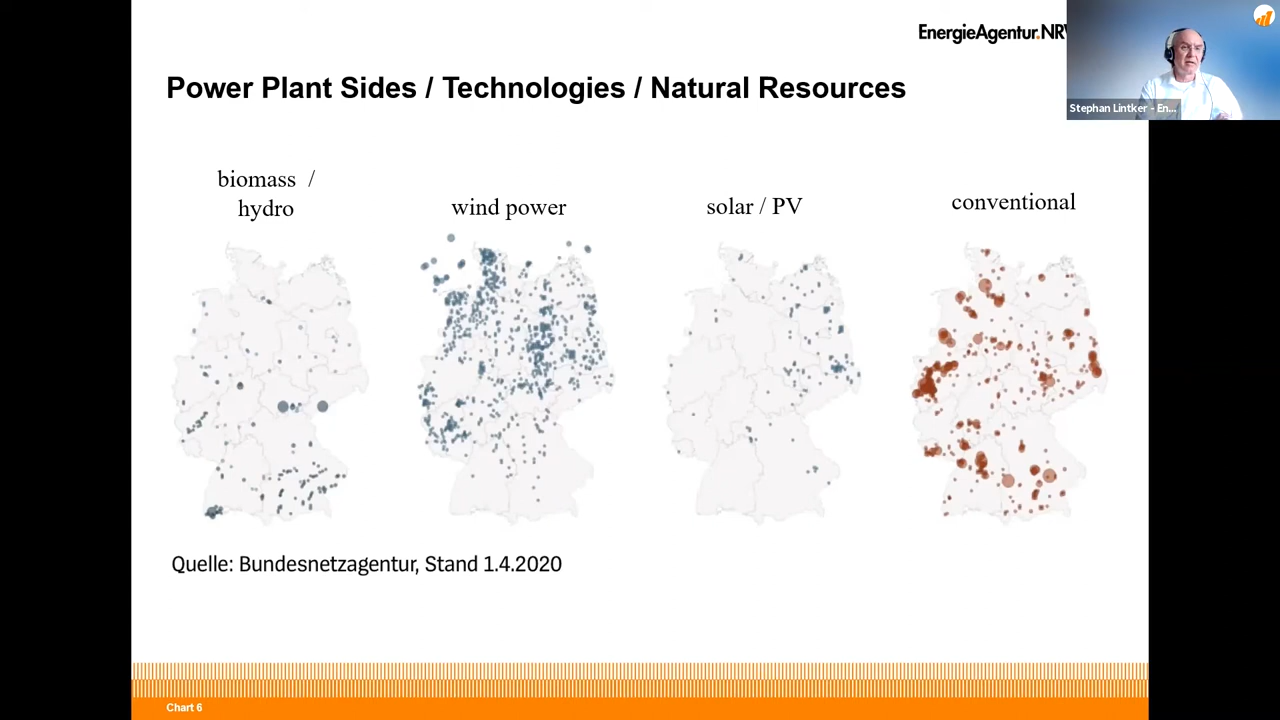 EnergieAgentur.NRW
Power Plant Sides / Technologies / Natural Resources
Stephan Lintker - En...
biomass /
hydro
wind power
solar / PV
conventional
Quelle: Bundesnetzagentur, Stand 1.4.2020
Chart 6